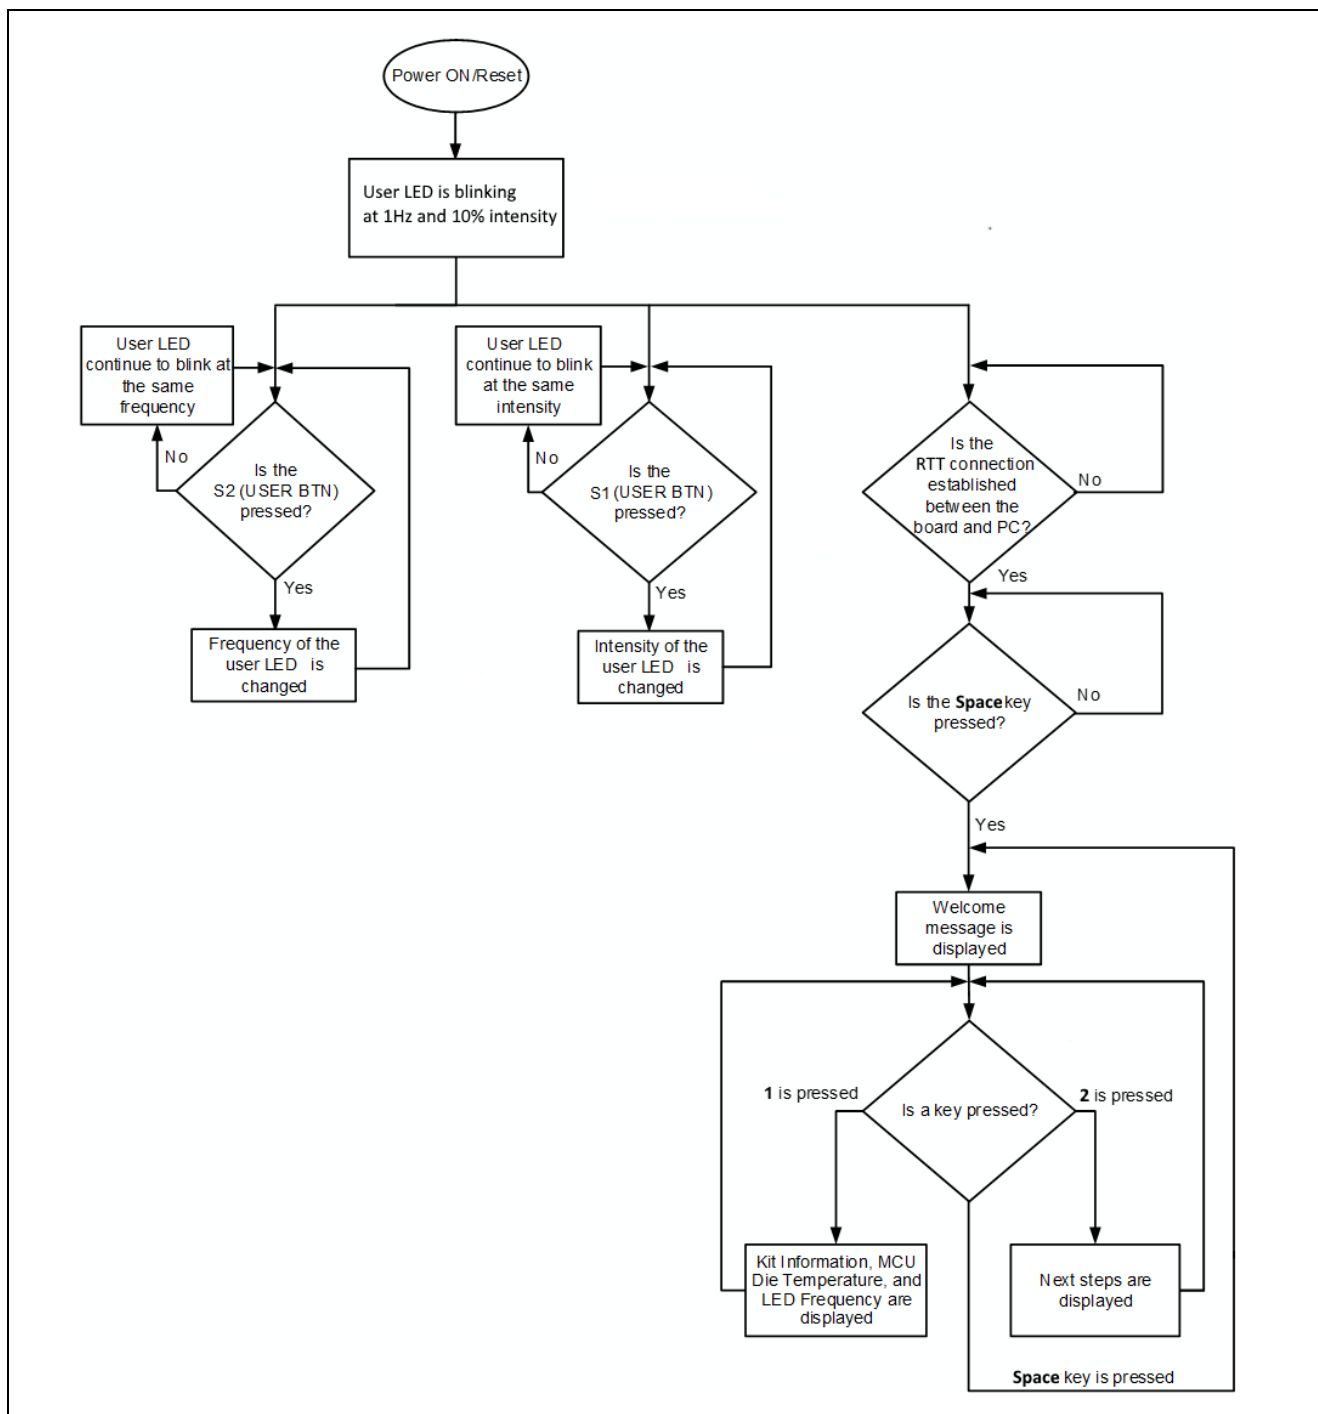 Power ON/Reset
User LED is blinking
at 1Hz and 10% intensity
User LED
continue to blink at
the same
frequency
No
Is the
S2 (USER BTN)
pressed?
Yes
Frequency of the
user LED is
changed
User LED
continue to blink
at the same
intensity
No
Is the
S1 (USER BTN)
pressed?
Yes
Intensity of the
user LED is
changed
Is the
RTT connection
established
between the
board and PC?
No
Yes
Is the Space key
pressed?
No
Yes
Welcome
message is
displayed
1 is pressed
Is a key pressed?
2 is pressed
Kit Information, MCU
Die Temperature, and
LED Frequency are
displayed
Next steps are
displayed
Space key is pressed